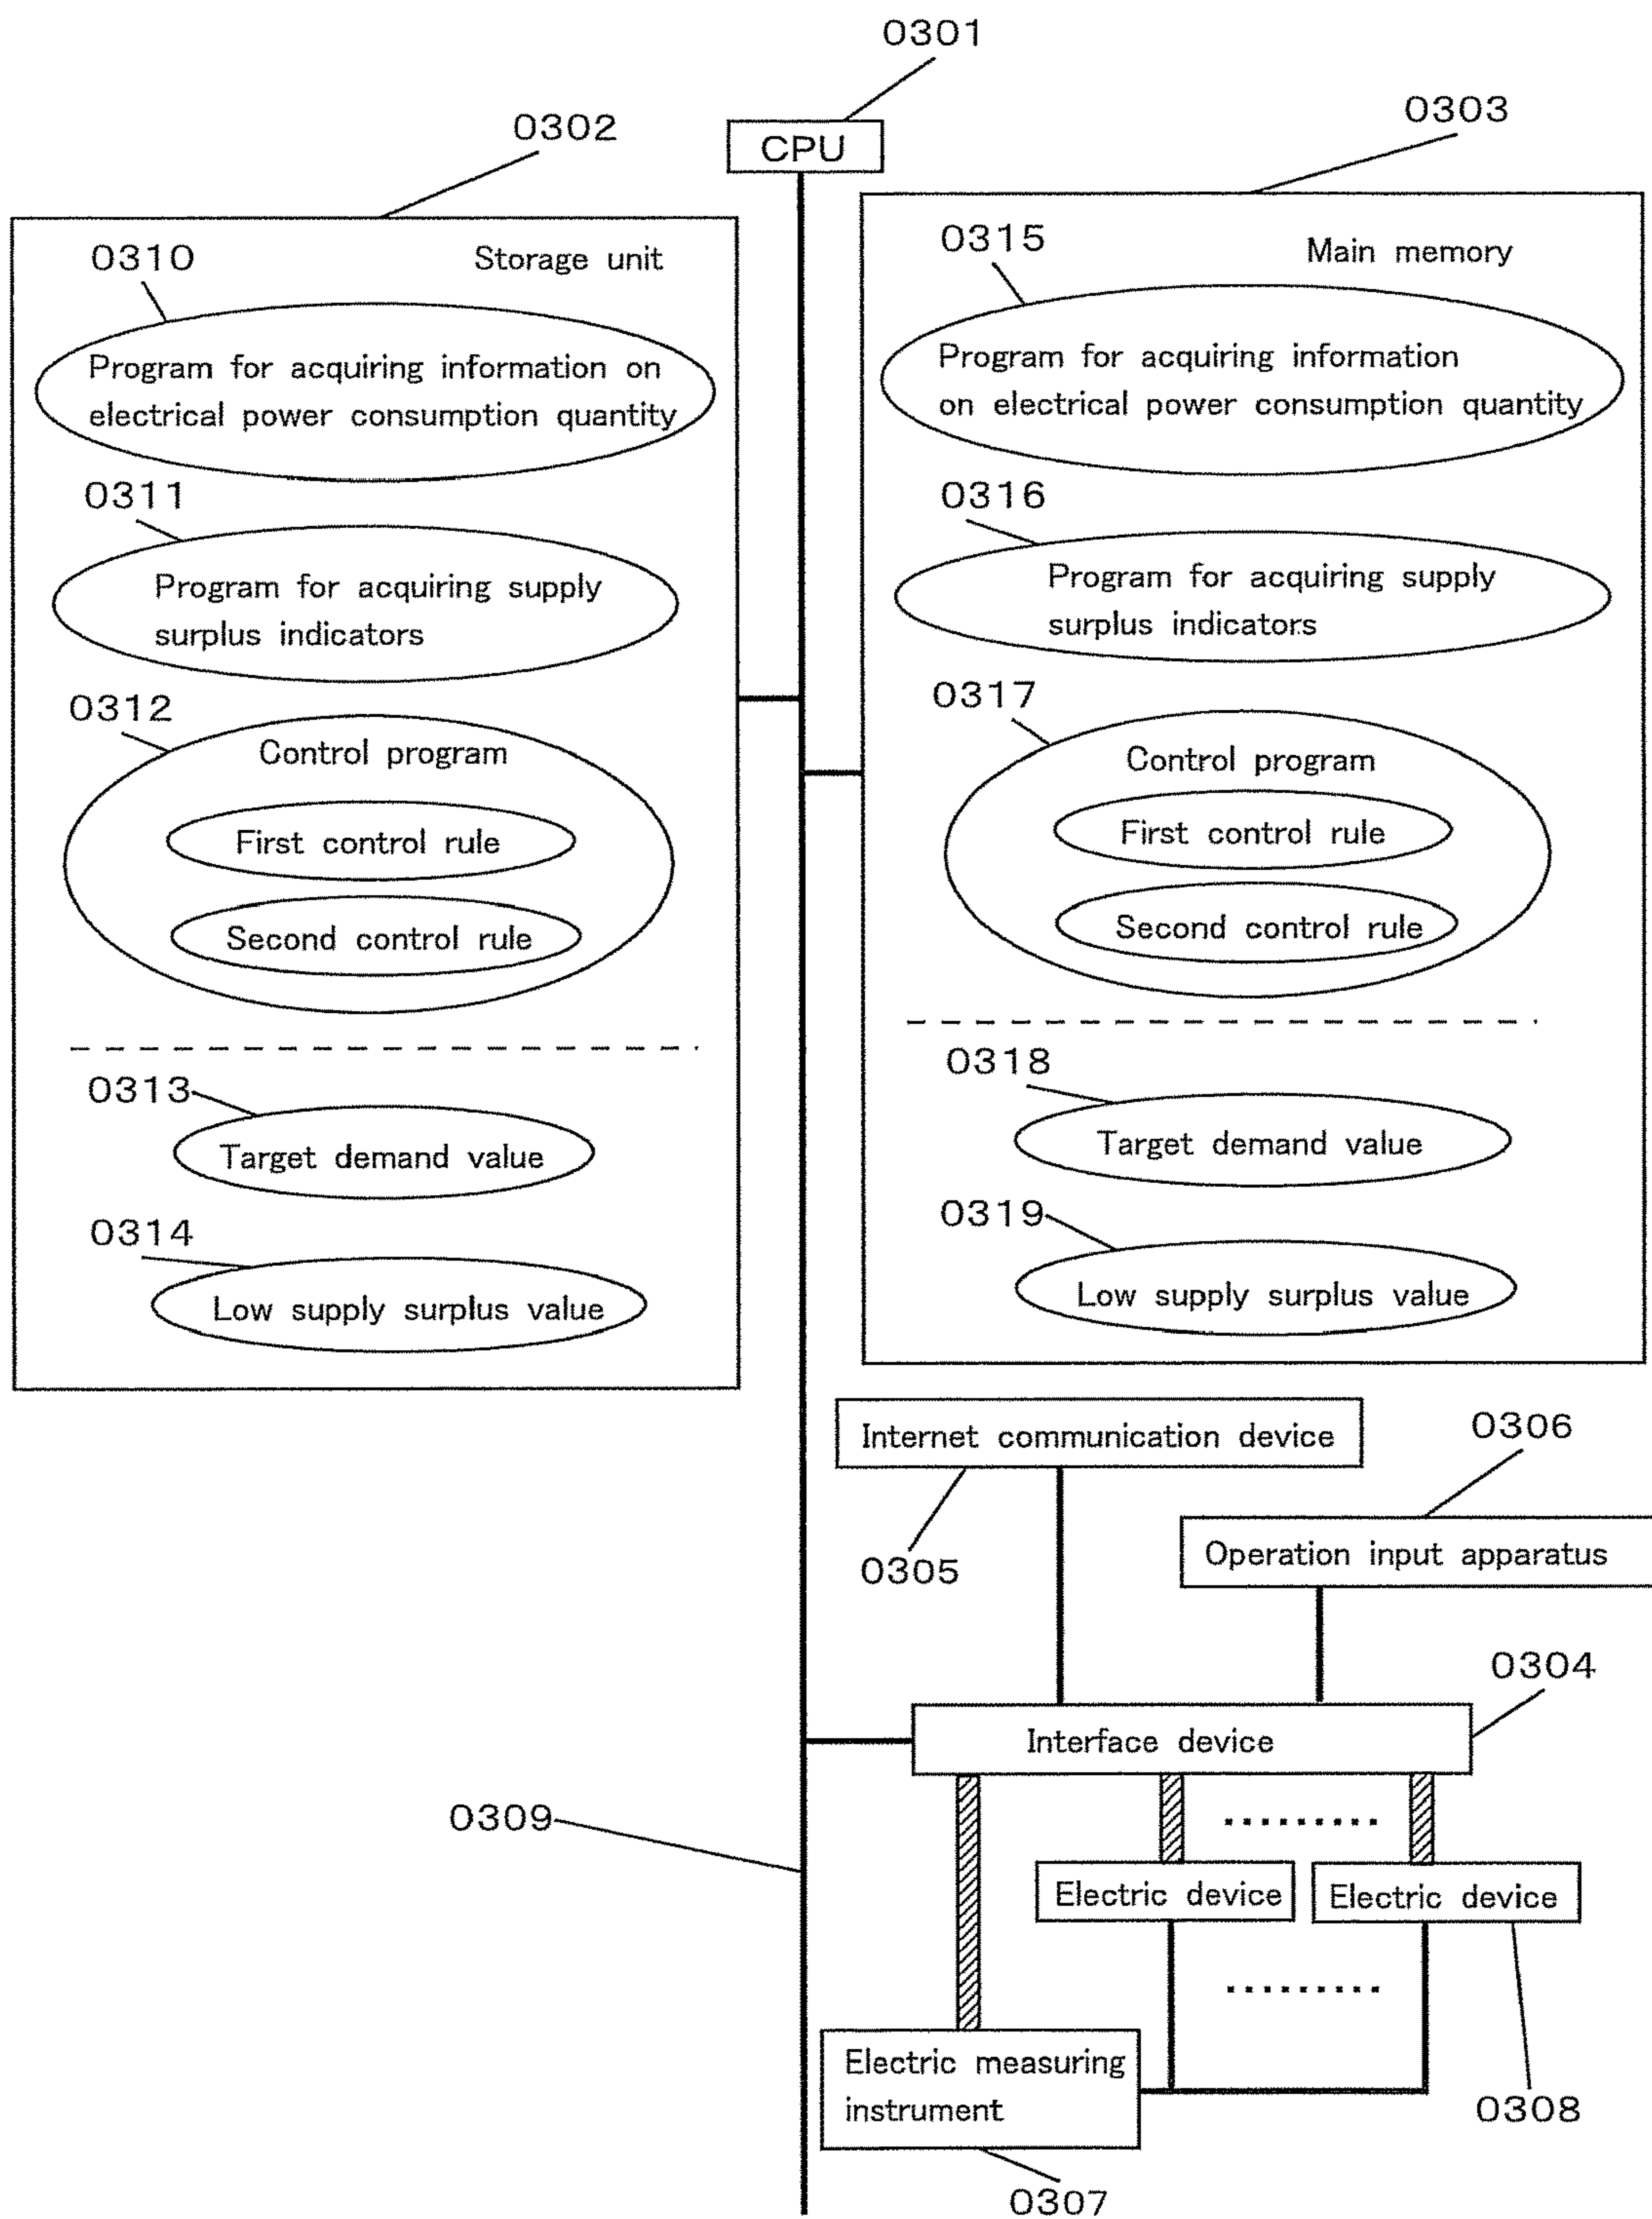 0301
CPU
0302
0310
Storage unit
Program for acquiring information on
electrical power consumption quantity
0311
Program for acquiring supply
surplus indicators
0312
Control program
First control rule
Second control rule
0313
Target demand value
0314
Low supply surplus value
0303
0315
Main memory
Program for acquiring information
on electrical power consumption quantity
0316
Program for acquiring supply
surplus indicators
0317
Control program
First control rule
Second control rule
0318
Target demand value
0319
Low supply surplus value
Internet communication device
0305
0306
Operation input apparatus
0304
Interface device
0309
Electric device
Electric device
0308
Electric measuring
instrument
0307